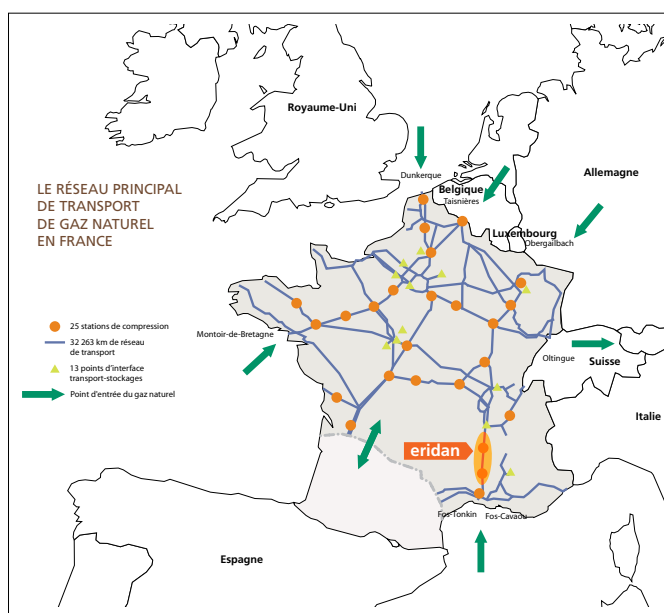 Royaume-Uni
Dunkerque
Belgique
Taisnières
Allemagne
LE RÉSEAU PRINCIPAL
DE TRANSPORT
DE GAZ NATUREL
EN FRANCE
Luxembourg
Obergailbach
25 stations de compression
32 263 km de réseau
de transport
13 points d'interface
transport-stockages
Point d'entrée du gaz naturel
Montoir-de-Bretagne
Oltingue
Suisse
Italie
eridan
Fos-Tonkin
Fos-Cavaou
Espagne